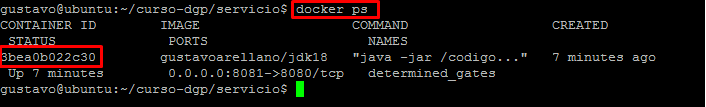 gustavo@ubuntu:~/curso-dgp/servicio$ docker ps
CONTAINER ID        IMAGE                  COMMAND                  CREATED
 STATUS              PORTS                    NAMES
3bea0b022c30        gustavoarellano/jdk18   "java -jar /codigo..."   7 minutes ago
 Up 7 minutes        0.0.0.0:8081->8080/tcp   determined_gates
gustavo@ubuntu:~/curso-dgp/servicio$